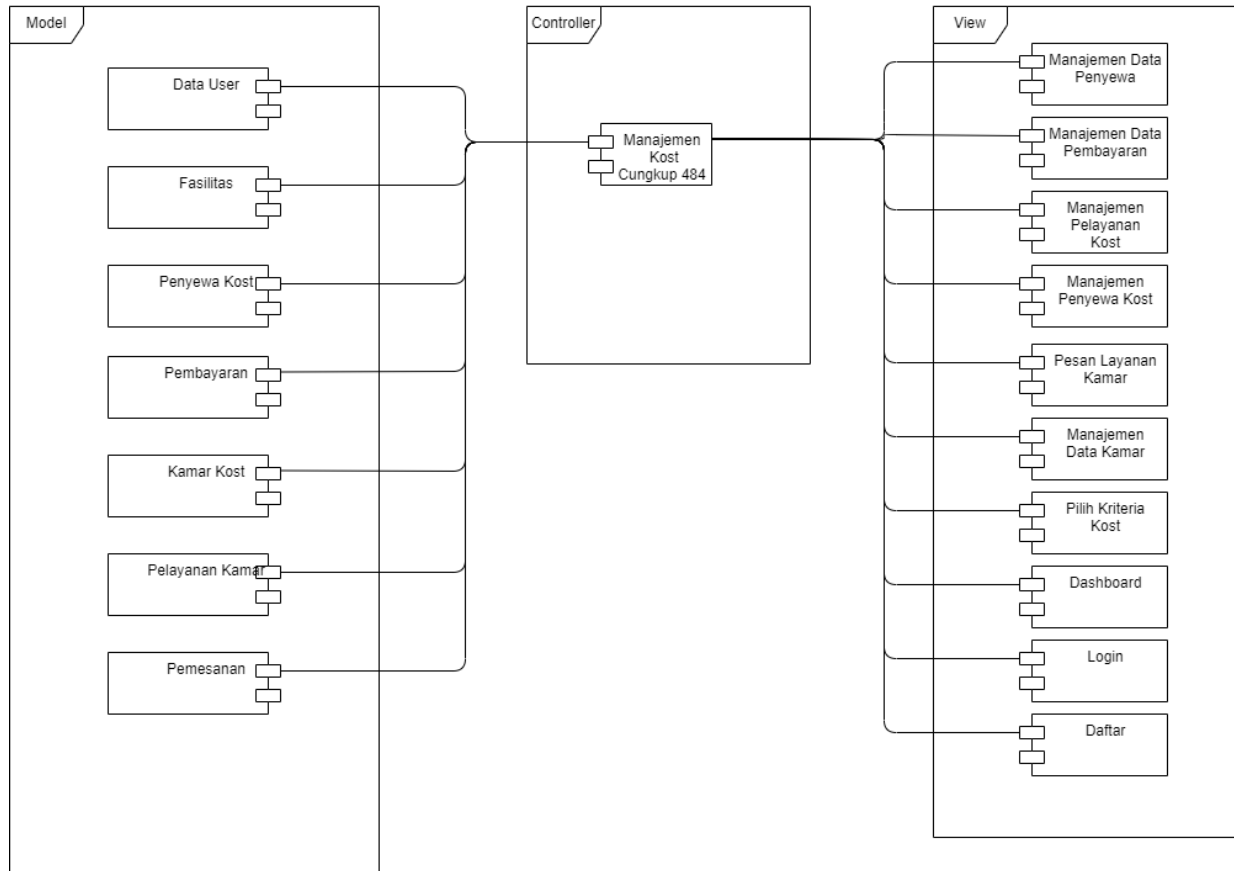 Model
Data User
Fasilitas
Penyewa Kost
Pembayaran
Kamar Kost
Pelayanan Kamar
Pemesanan
Controller
Manajemen
Kost
Cungkup 484
View
Manajemen Data
Penyewa
Manajemen Data
Pembayaran
Manajemen
Pelayanan
Kost
Manajemen
Penyewa Kost
Pesan Layanan
Kamar
Manajemen
Data Kamar
Pilih Kriteria
Kost
Dashboard
Login
Daftar